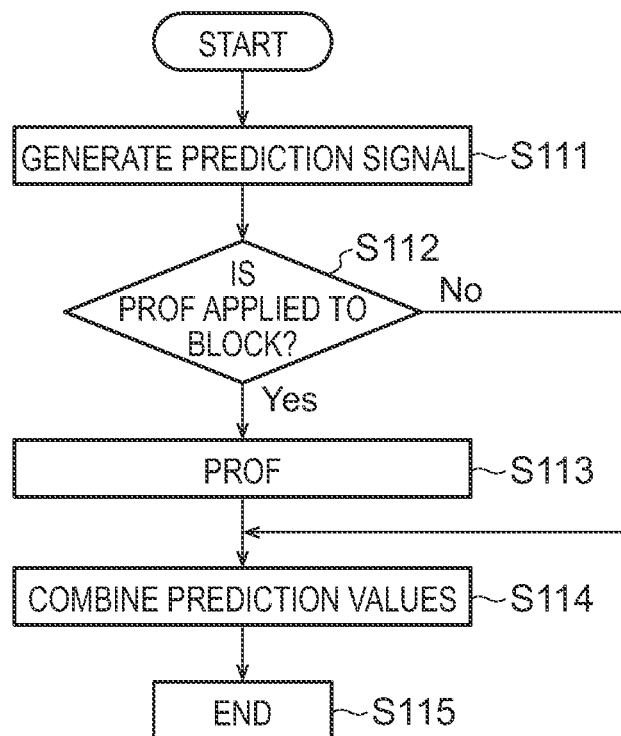 START
GENERATE PREDICTION SIGNAL S111
S112
IS
PROF APPLIED TO
BLOCK?
No
Yes
PROF S113
COMBINE PREDICTION VALUES S114
END S115